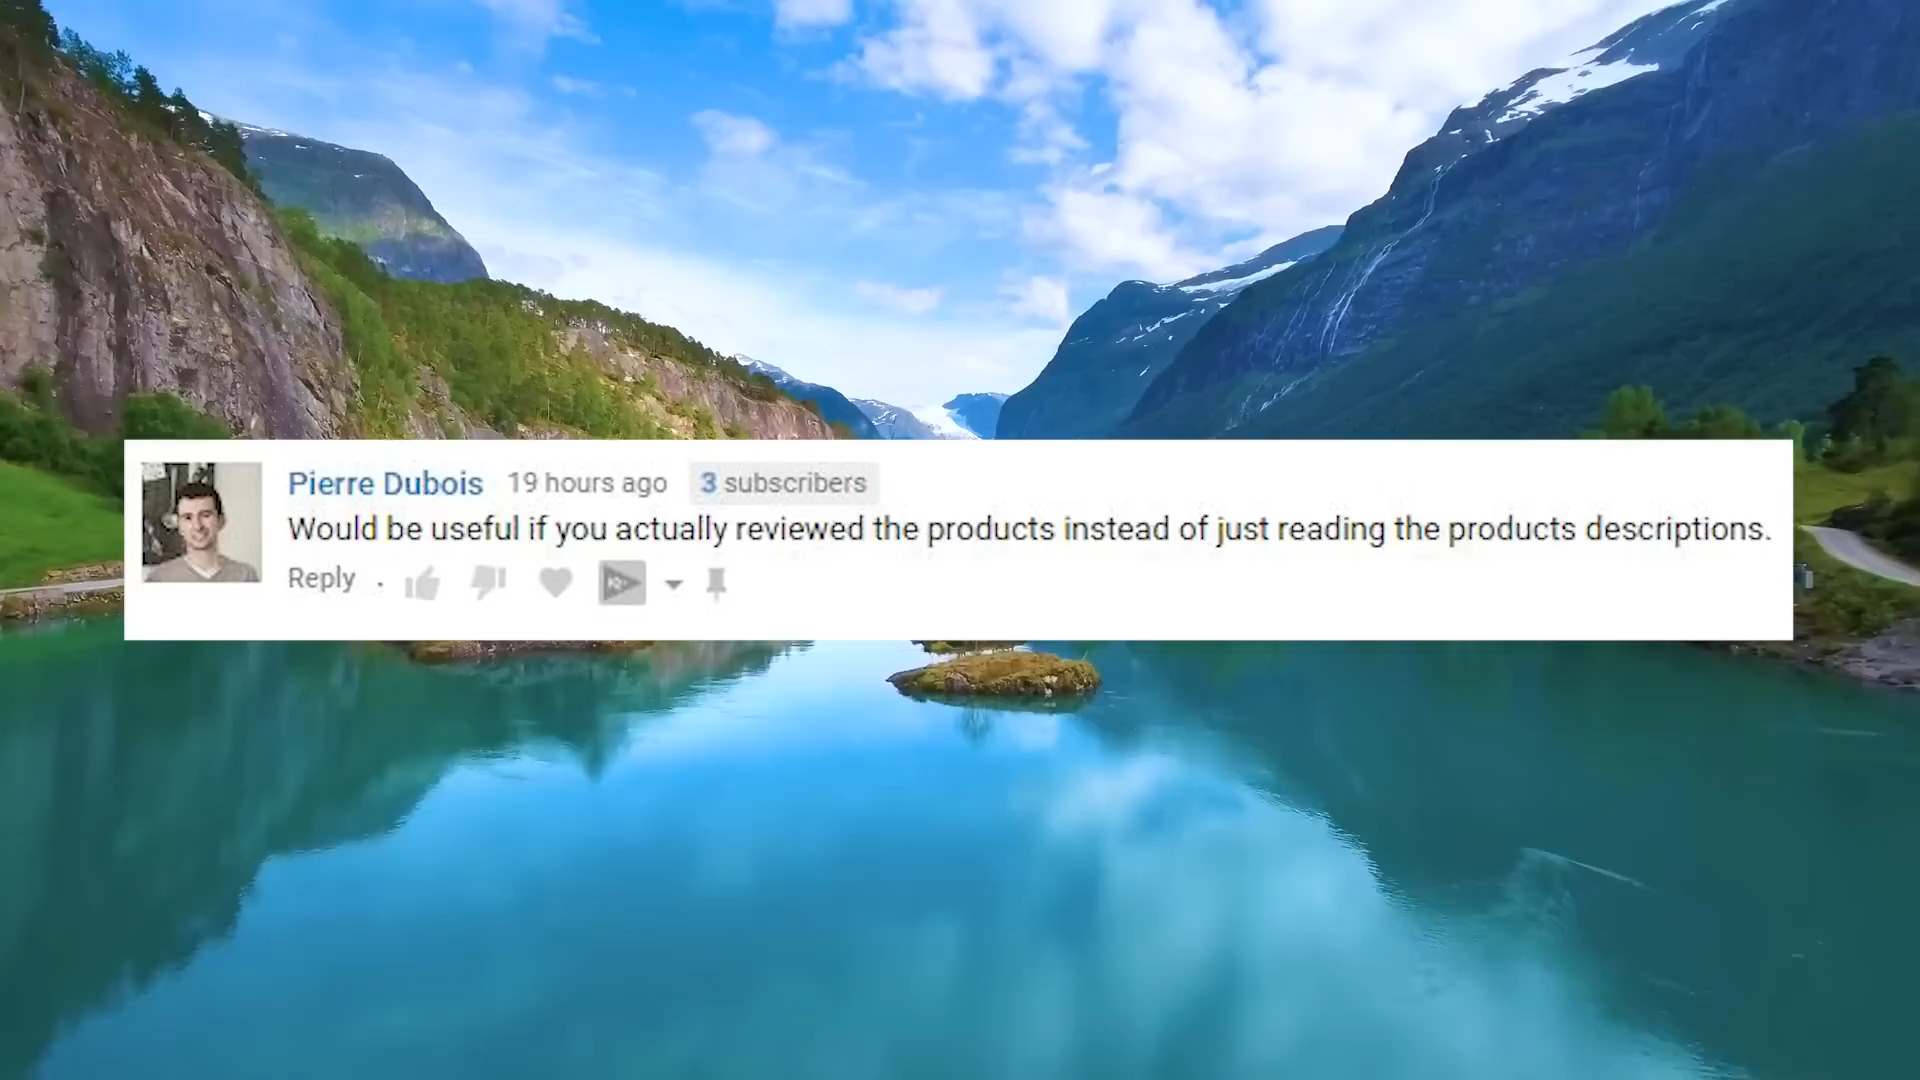 Pierre Dubois 19 hours ago 3 subscribers
Would be useful if you actually reviewed the products instead of just reading the products descriptions.
Reply .